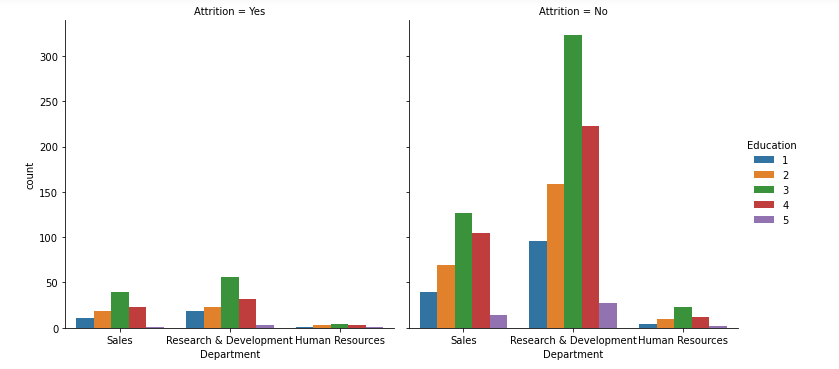 Attrition = Yes
Attrition = No
300
250
200
150
100
50
0
count
Sales
Research & Development
Human Resources
Department
Sales
Research & Development
Human Resources
Department
Education
1
2
3
4
5